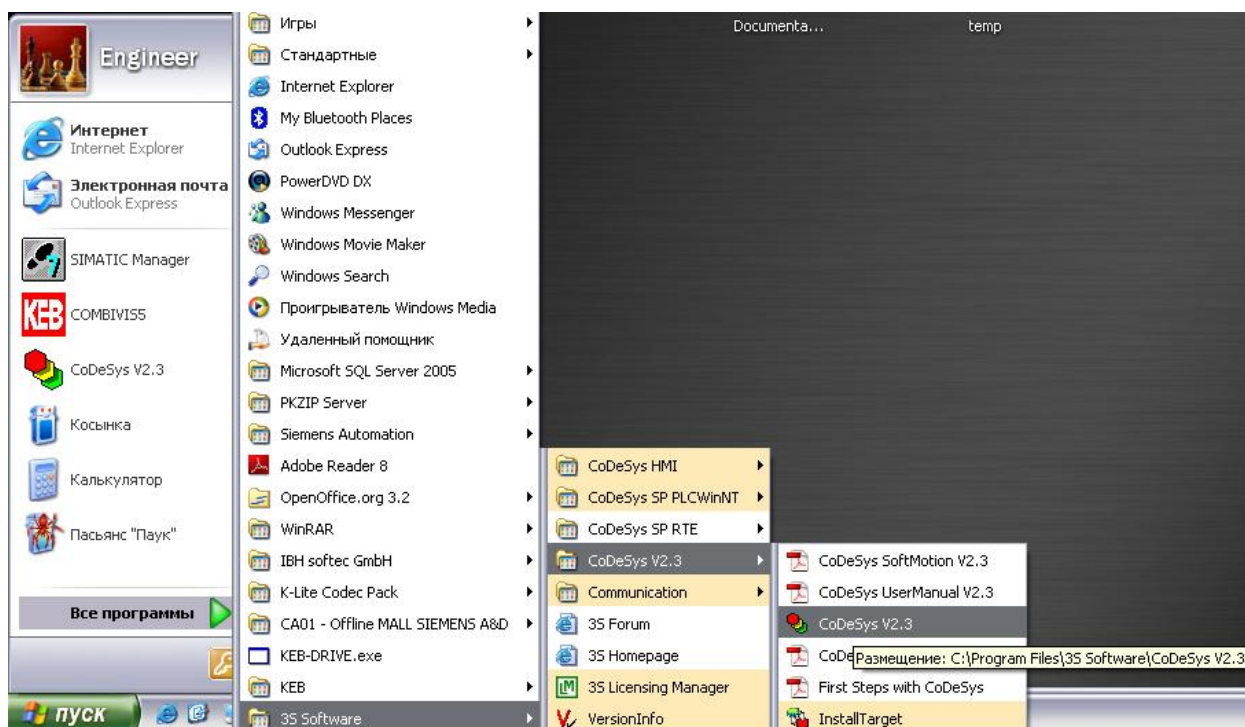 Documenta...
temp
Engineer
Интернет
Internet Explorer
Электронная почта
Outlook Express
SIMATIC Manager
KEB
COMBIVIS5
CoDeSys V2.3
Косынка
Калькулятор
Пасьянс "Паук"
Все программы
пуск
Игры
Стандартные
Internet Explorer
My Bluetooth Places
Outlook Express
PowerDVD DX
Windows Messenger
Windows Movie Maker
Windows Search
Проигрыватель Windows Media
Удаленный помощник
Microsoft SQL Server 2005
PKZIP Server
Siemens Automation
Adobe Reader 8
OpenOffice.org 3.2
WinRAR
IBH softec GmbH
K-Lite Codec Pack
CA01 - Offline MALL SIEMENS A&D
KEB-DRIVE.exe
KEB
3S Software
CoDeSys HMI
CoDeSys SP PLCWinNT
CoDeSys SP RTE
CoDeSys V2.3
Communication
3S Forum
3S Homepage
3S Licensing Manager
VersionInfo
CoDeSys SoftMotion V2.3
CoDeSys UserManual V2.3
CoDeSys V2.3
Размещение: C:\Program Files\3S Software\CoDeSys V2.3
First Steps with CoDeSys
InstallTarget